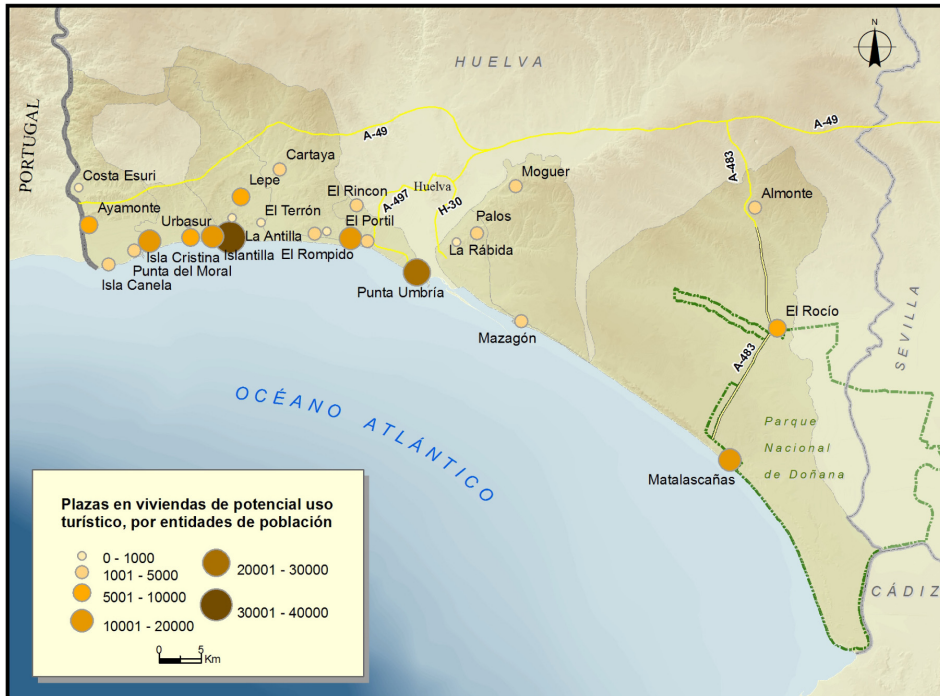 N
HUELVA
PORTUGAL
A-49
A-49
A-483
Costa Esuri
Cartaya
Moguer
Lepe
El Rincon
A-497
Huelva
H-30
Almonte
Ayamonte
Urbasur
El Terrón
El Portil
Palos
La Antilla
La Rábida
Isla Cristina
Islantilla
El Rompido
Punta del Moral
Isla Canela
Punta Umbría
El Rocío
Mazagón
A-483
SEVILLA
OCÉANO ATLÁNTICO
Parque
Nacional
de Doñana
Matalascañas
CÁDIZ
Plazas en viviendas de potencial uso
turístico, por entidades de población
0 - 1000
1001 - 5000
5001 - 10000
10001 - 20000
20001 - 30000
30001 - 40000
0 5
Km